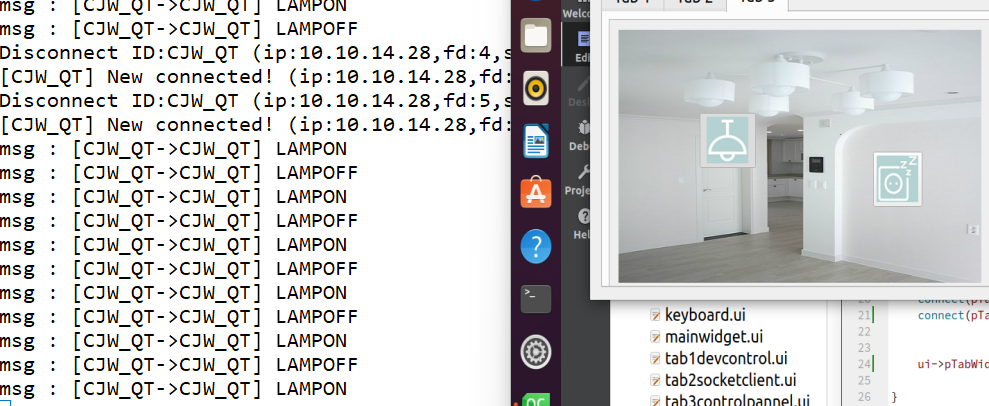 msg : [CJW_QT->CJW_QT] LAMPON
msg : [CJW_QT->CJW_QT] LAMPOFF
Disconnect ID:CJW_QT (ip:10.10.14.28,fd:4,s
[CJW_QT] New connected! (ip:10.10.14.28,fd:
Disconnect ID:CJW_QT (ip:10.10.14.28,fd:5,s
[CJW_QT] New connected! (ip:10.10.14.28,fd:
msg : [CJW_QT->CJW_QT] LAMPON
msg : [CJW_QT->CJW_QT] LAMPOFF
msg : [CJW_QT->CJW_QT] LAMPON
msg : [CJW_QT->CJW_QT] LAMPOFF
msg : [CJW_QT->CJW_QT] LAMPON
msg : [CJW_QT->CJW_QT] LAMPOFF
msg : [CJW_QT->CJW_QT] LAMPON
msg : [CJW_QT->CJW_QT] LAMPOFF
msg : [CJW_QT->CJW_QT] LAMPON
msg : [CJW_QT->CJW_QT] LAMPOFF
msg : [CJW_QT->CJW_QT] LAMPON
Welco
Edi
Desi
Debu
Proje
Hel
Tab 1 Tab 2 Tab 3
z z z
keyboard.ui
mainwidget.ui
tab1devcontrol.ui
tab2socketclient.ui
tab3controlpannel.ui
20 connect(pTa
21 connect(pTa
22
23
24 ui->pTabWid
25
26 }